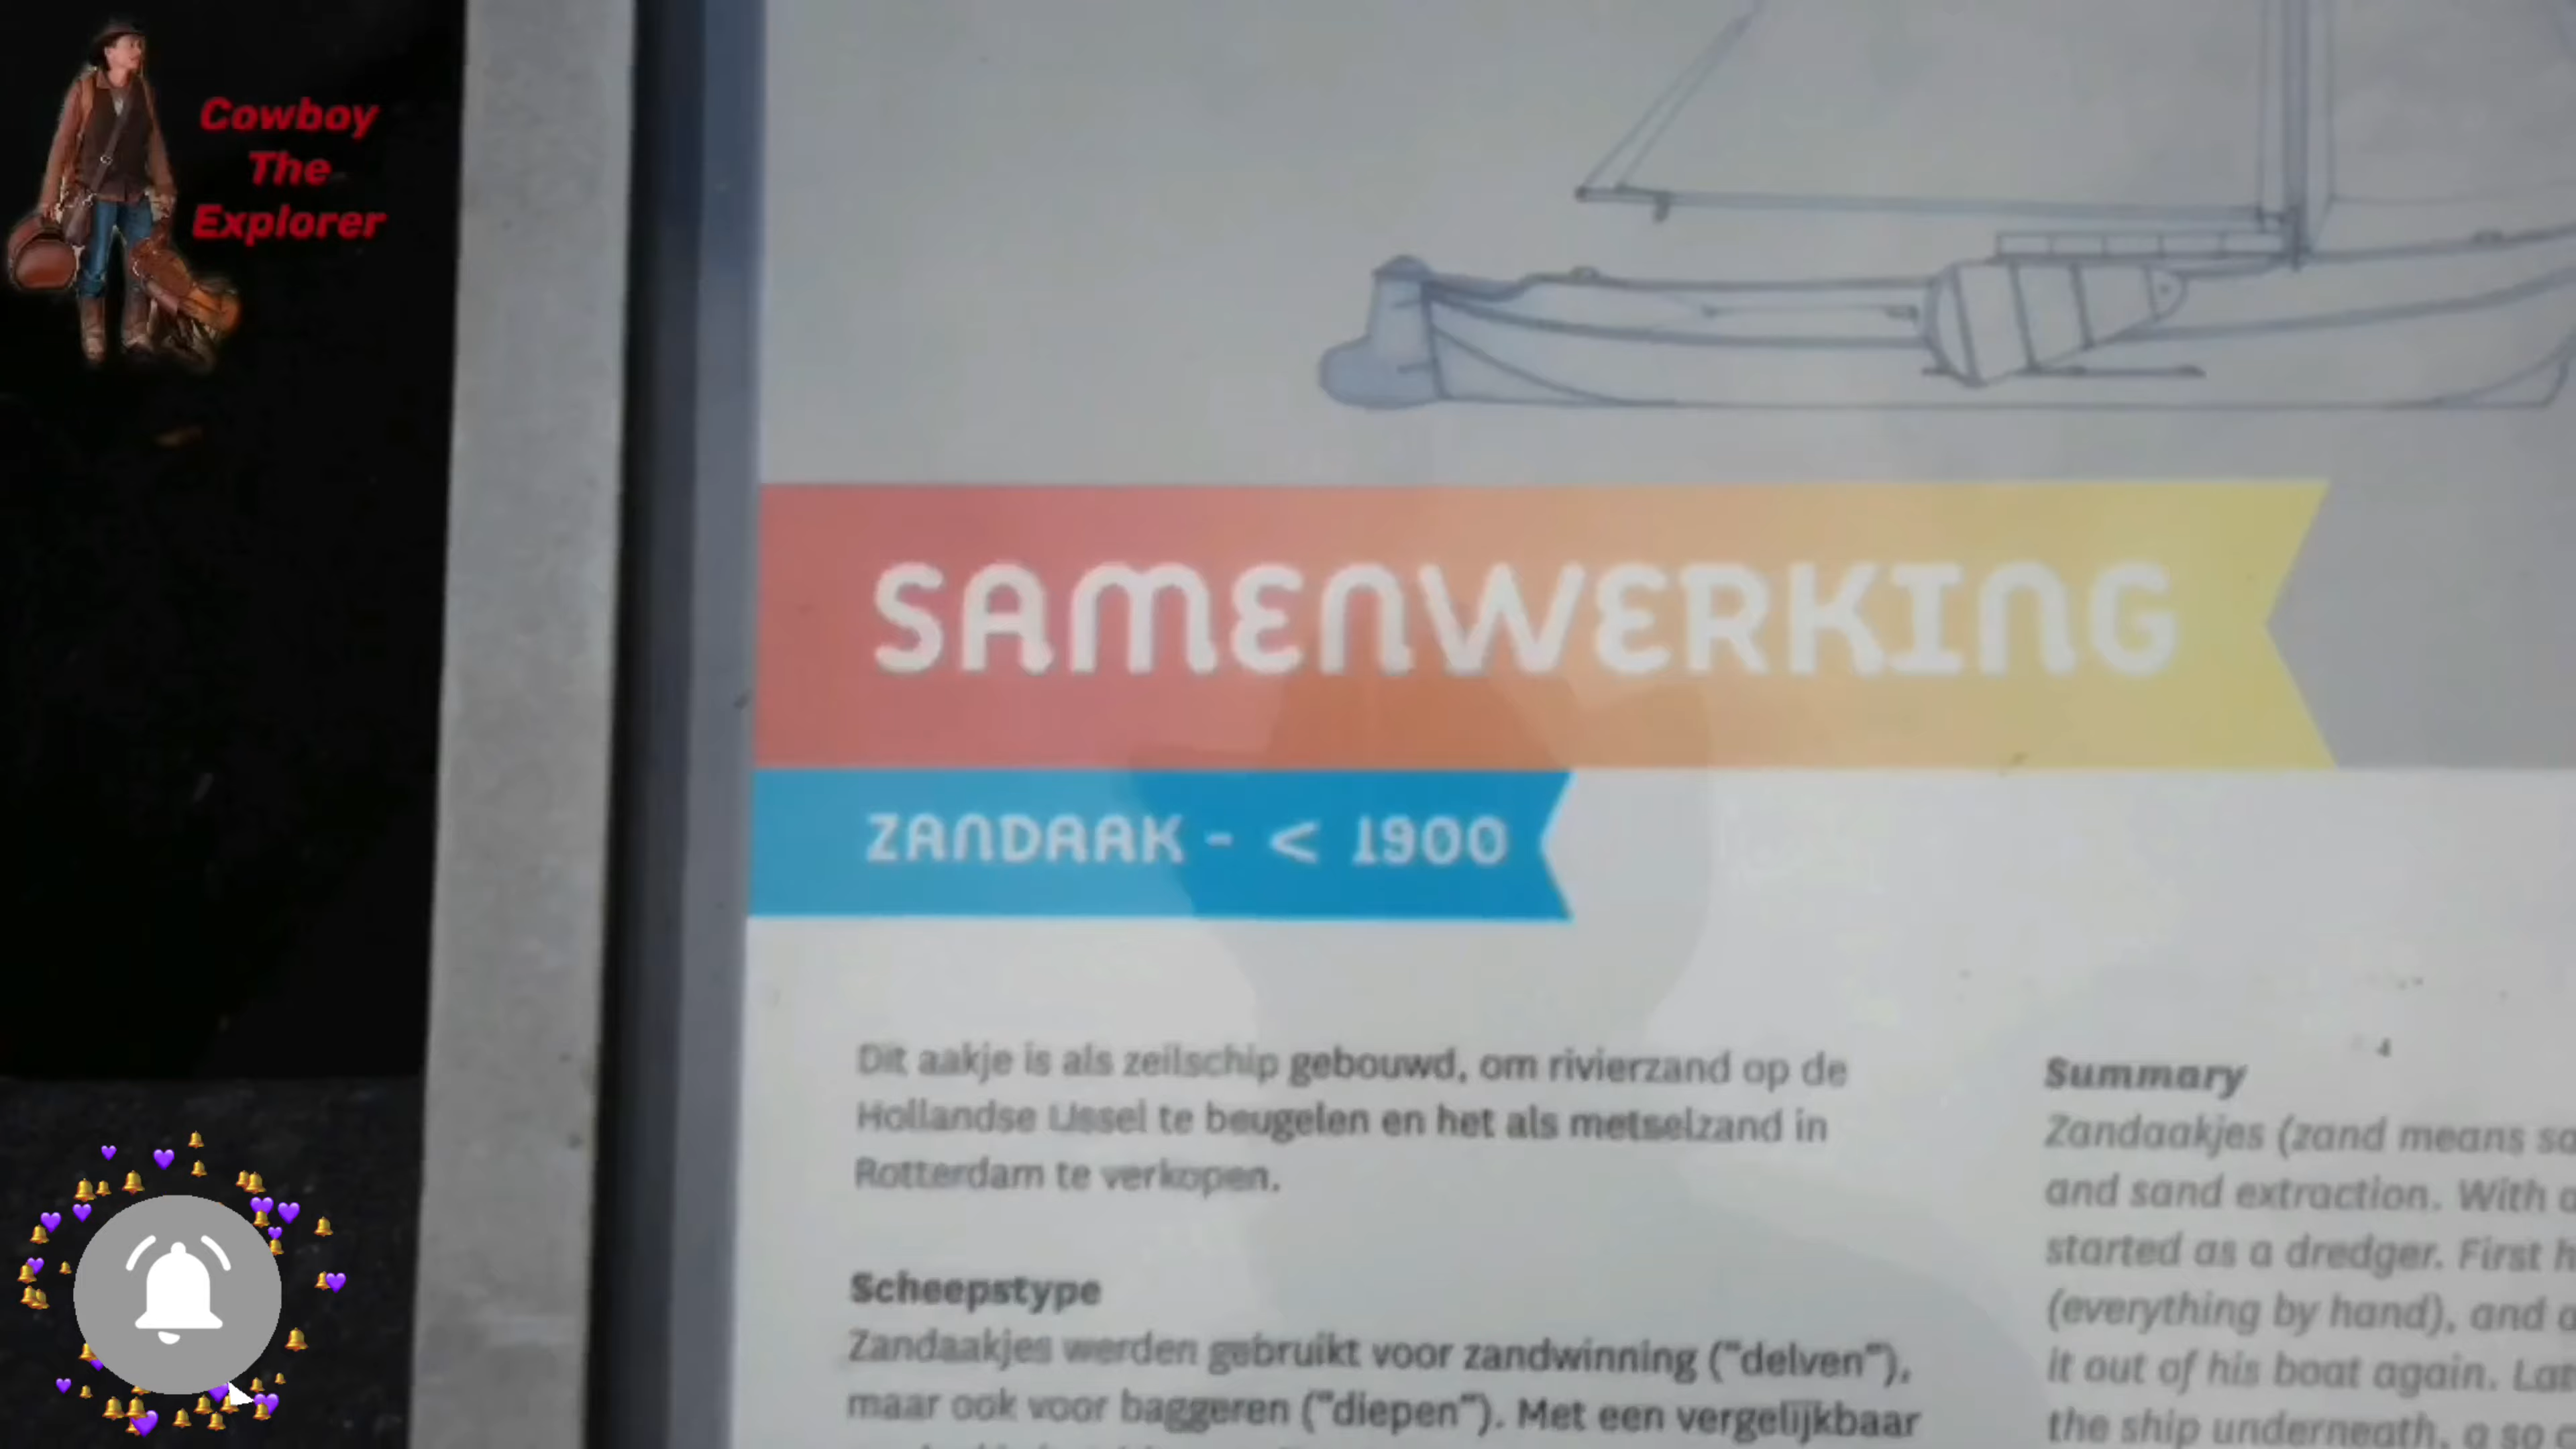 Cowboy
The
Explorer
SAMENWERKING
ZANDAAK - < 1900
Dit aakje is als zeilschip gebouwd, om rivierzand op de
Hollandse IJssel te beugelen en het als metselzand in
Rotterdam te verkopen.
Scheepstype
Zandaakjes werden gebruikt voor zandwinning ("delven"),
maar ook voor baggeren ("diepen"). Met een vergelijkbaar
Summary
Zandaakjes (zand means
and sand extraction. With
started as a dredger. First
(everything by hand), and
it out of his boat again.
the ship underneath, a so